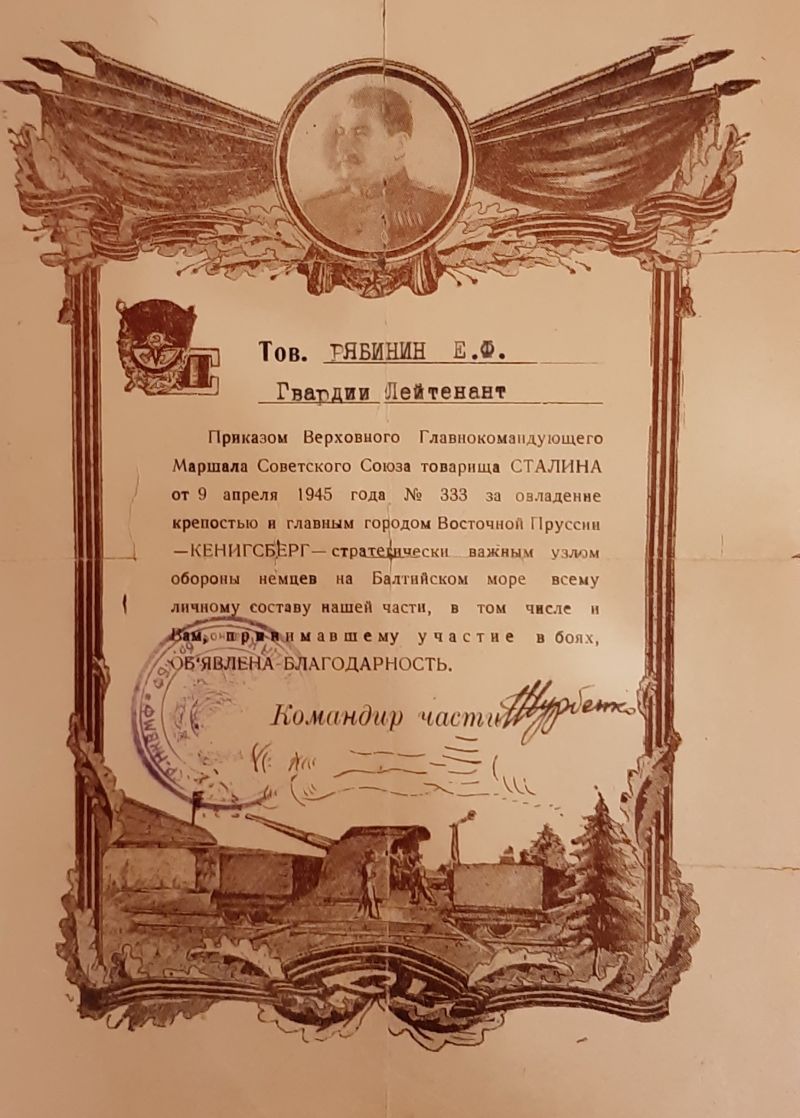 Тов. РЯБИНИН Е.Ф.
Гвардии Лейтенант
Приказом Верховного Главнокомандующего
Маршала Советского Союза товарища СТАЛИНА
от 9 апреля 1945 года № 333 за овладение
крепостью и главным городом Восточной Пруссии
—КЕНИГСБЕРГ— стратегически важным узлом
обороны немцев на Балтийском море всему
личному составу нашей части, в том числе и
Вам, принимавшему участие в боях,
ОБ'ЯВЛЕНА БЛАГОДАРНОСТЬ.
Командир части